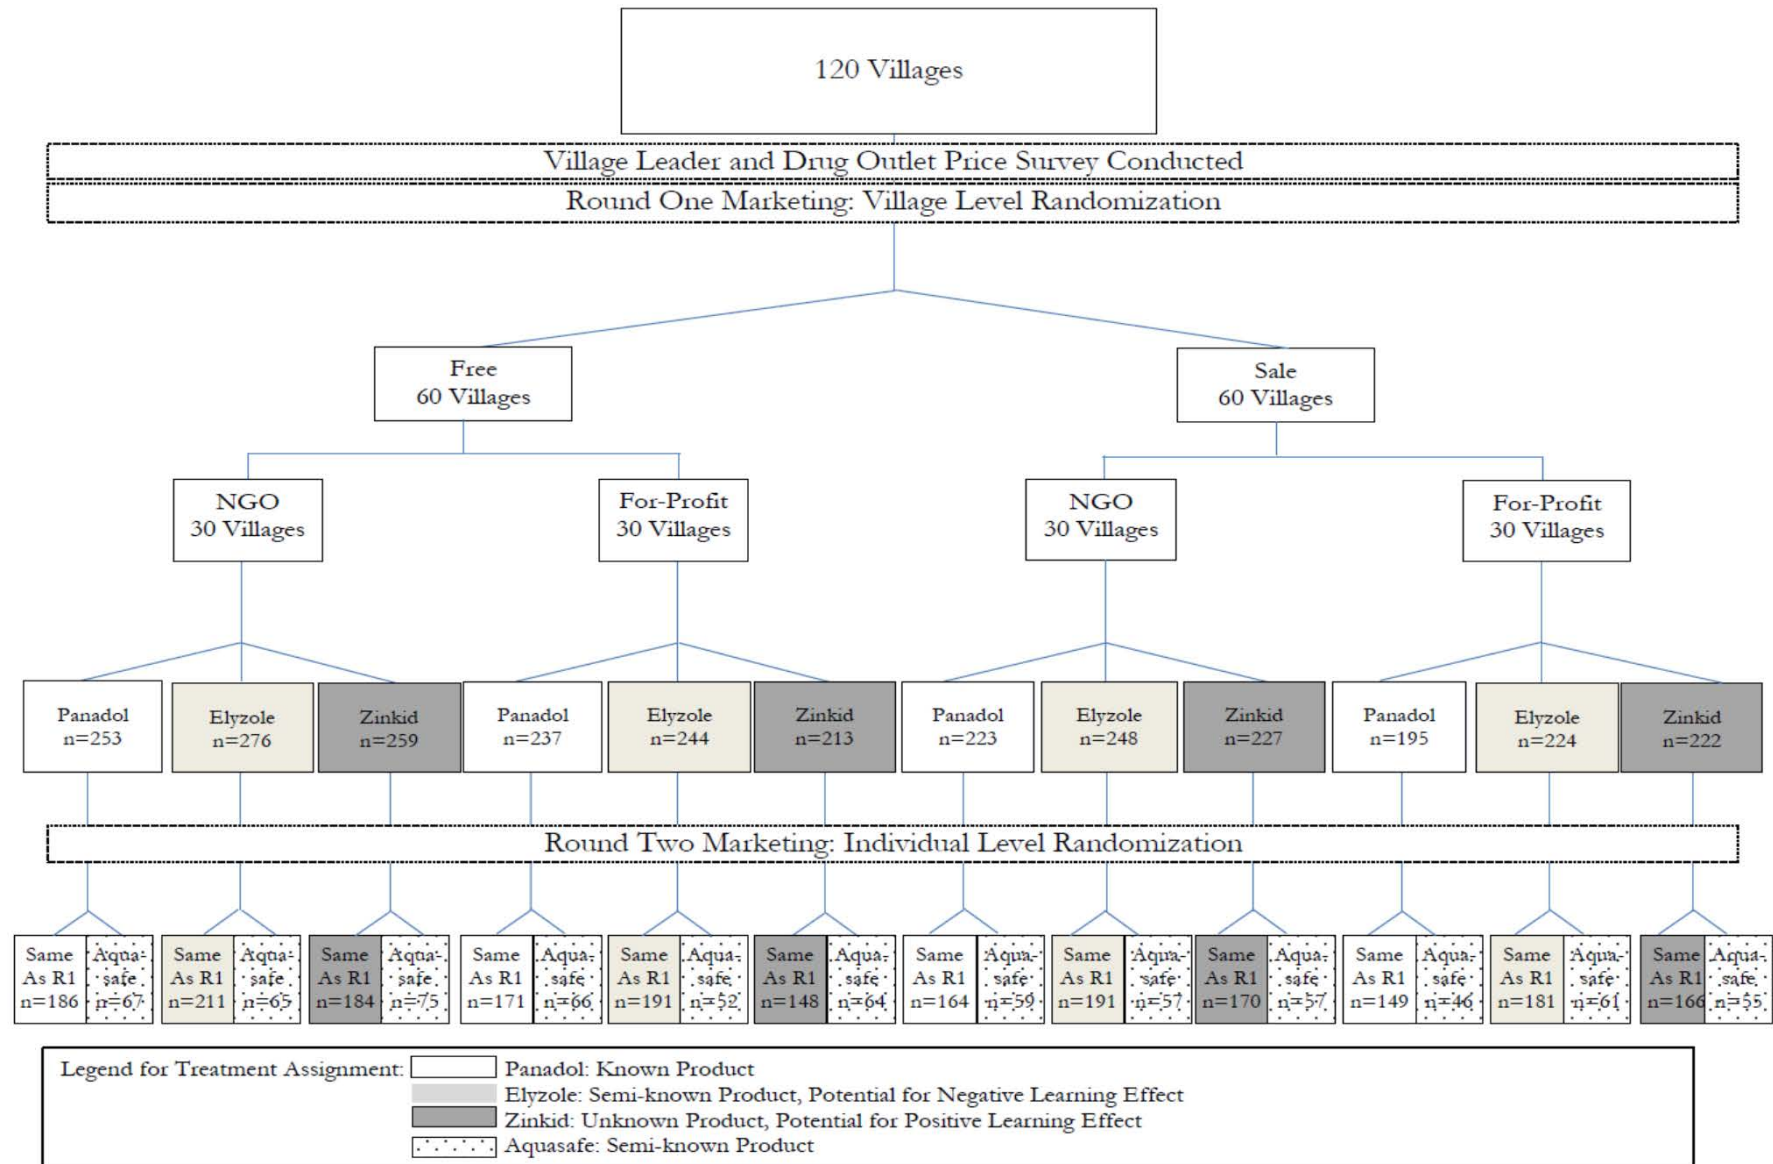 120 Villages
Village Leader and Drug Outlet Price Survey Conducted
Round One Marketing: Village Level Randomization
Free
60 Villages
Sale
60 Villages
NGO
30 Villages
For-Profit
30 Villages
NGO
30 Villages
For-Profit
30 Villages
Panadol
n=253
Elyzole
n=276
Zinkid
n=259
Panadol
n=237
Elyzole
n=244
Zinkid
n=213
Panadol
n=223
Elyzole
n=248
Zinkid
n=227
Panadol
n=195
Elyzole
n=224
Zinkid
n=222
Round Two Marketing: Individual Level Randomization
Same
As R1
n=186
Aqua-
safe
n=67
Same
As R1
n=211
Aqua-
safe
n=65
Same
As R1
n=184
Aqua-
safe
n=75
Same
As R1
n=171
Aqua-
safe
n=66
Same
As R1
n=191
Aqua-
safe
n=52
Same
As R1
n=148
Aqua-
safe
n=64
Same
As R1
n=164
Aqua-
safe
n=59
Same
As R1
n=191
Aqua-
safe
n=57
Same
As R1
n=170
Aqua-
safe
n=57
Same
As R1
n=149
Aqua-
safe
n=46
Same
As R1
n=181
Aqua-
safe
n=61
Same
As R1
n=166
Aqua-
safe
n=55
Legend for Treatment Assignment: Panadol: Known Product
Elyzole: Semi-known Product, Potential for Negative Learning Effect
Zinkid: Unknown Product, Potential for Positive Learning Effect
Aquasafe: Semi-known Product